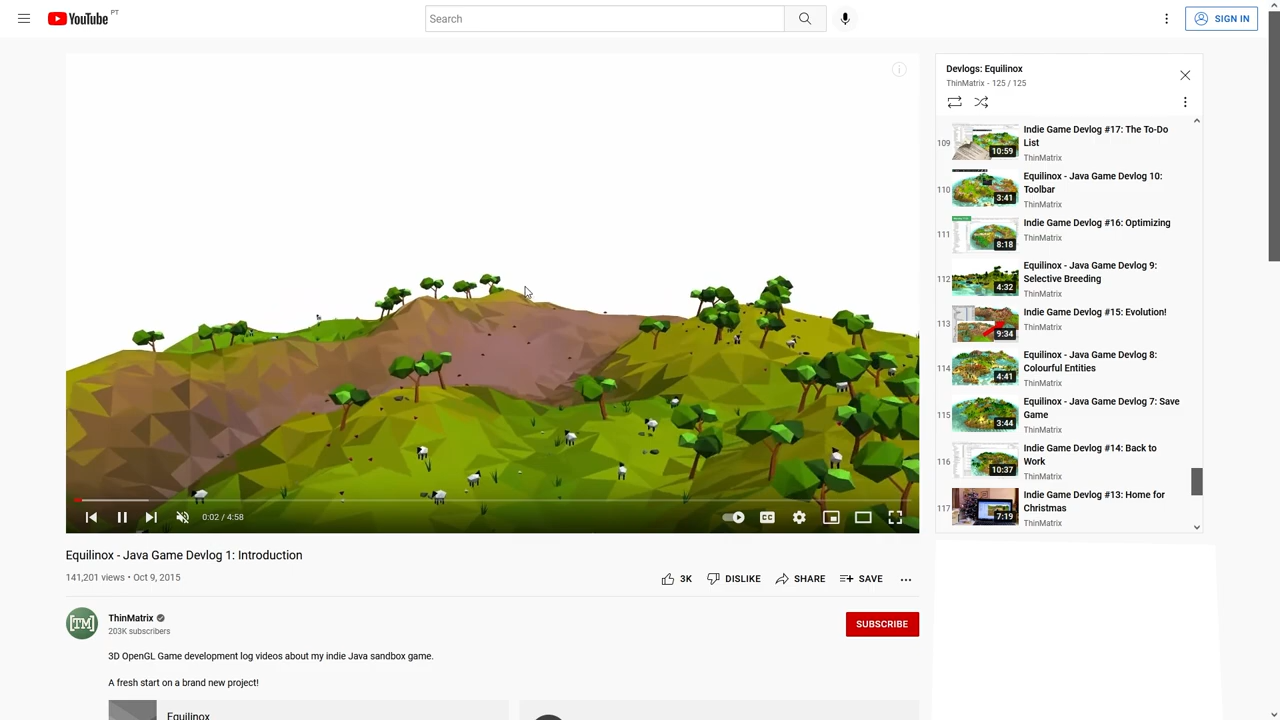 YouTube PT
Search
SIGN IN
0:02 / 4:58
CC
Equilinox - Java Game Devlog 1: Introduction
141,201 views • Oct 9, 2015
3K
DISLIKE
SHARE
SAVE
[TM]
ThinMatrix
203K subscribers
SUBSCRIBE
3D OpenGL Game development log videos about my indie Java sandbox game.
A fresh start on a brand new project!
Equilinox
Devlogs: Equilinox
ThinMatrix - 125 / 125
109
10:59
Indie Game Devlog #17: The To-Do
List
ThinMatrix
110
3:41
Equilinox - Java Game Devlog 10:
Toolbar
ThinMatrix
111
8:18
Indie Game Devlog #16: Optimizing
ThinMatrix
112
4:32
Equilinox - Java Game Devlog 9:
Selective Breeding
ThinMatrix
113
9:34
Indie Game Devlog #15: Evolution!
ThinMatrix
114
4:41
Equilinox - Java Game Devlog 8:
Colourful Entities
ThinMatrix
115
3:44
Equilinox - Java Game Devlog 7: Save
Game
ThinMatrix
116
10:37
Indie Game Devlog #14: Back to
Work
ThinMatrix
117
7:19
Indie Game Devlog #13: Home for
Christmas
ThinMatrix